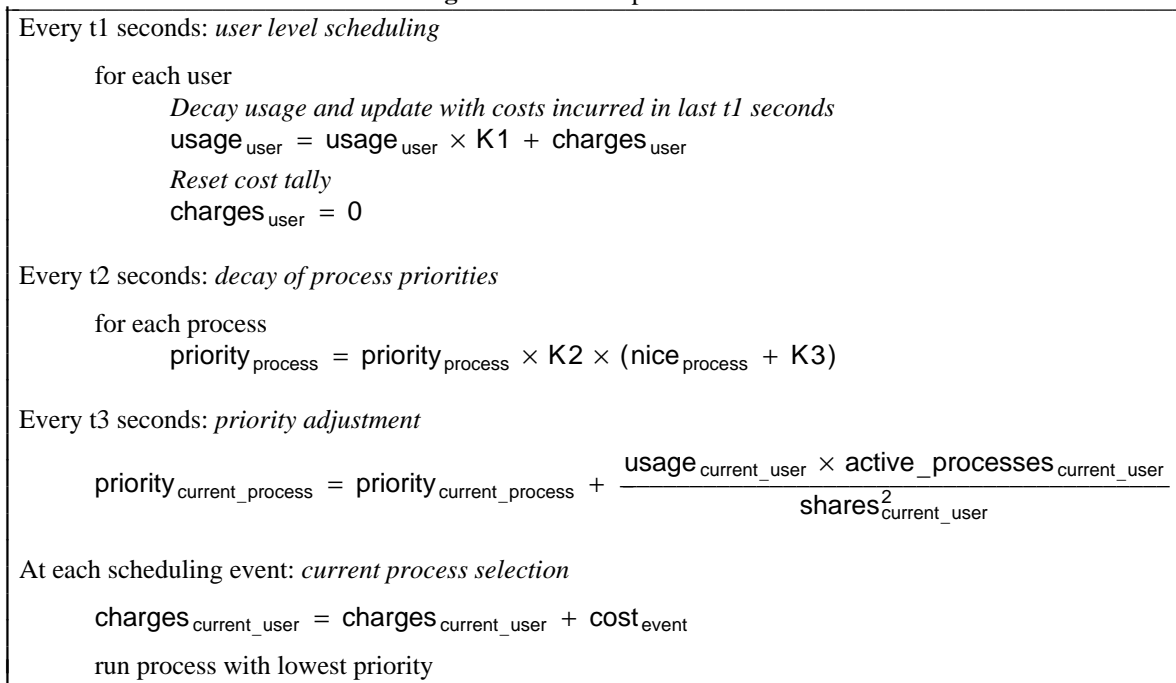 Every t1 seconds: user level scheduling
for each user
Decay usage and update with costs incurred in last t1 seconds
usage_user = usage_user × K1 + charges_user
Reset cost tally
charges_user = 0
Every t2 seconds: decay of process priorities
for each process
priority_process = priority_process × K2 × (nice_process + K3)
Every t3 seconds: priority adjustment
priority_current_process = priority_current_process + usage_current_user × active_processes_current_user / shares²_current_user
At each scheduling event: current process selection
charges_current_user = charges_current_user + cost_event
run process with lowest priority